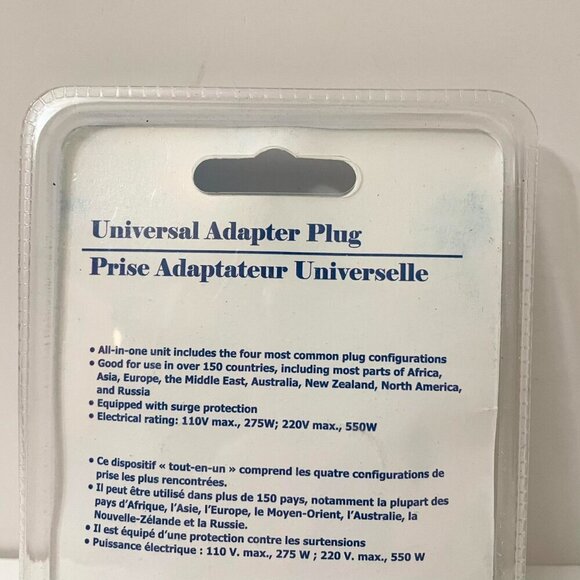 Universal Adapter Plug
Prise Adaptateur Universelle
• All-in-one unit includes the four most common plug configurations
• Good for use in over 150 countries, including most parts of Africa,
Asia, Europe, the Middle East, Australia, New Zealand, North America,
and Russia
• Equipped with surge protection
• Electrical rating: 110V max., 275W; 220V max., 550W
• Ce dispositif « tout-en-un » comprend les quatre configurations de
prise les plus rencontrées.
• Il peut être utilisé dans plus de 150 pays, notamment la plupart des
pays d'Afrique, l'Asie, l'Europe, le Moyen-Orient, l'Australie, la
Nouvelle-Zélande et la Russie.
• Il est équipé d'une protection contre les surtensions
• Puissance électrique : 110 V. max., 275 W ; 220 V. max., 550 W